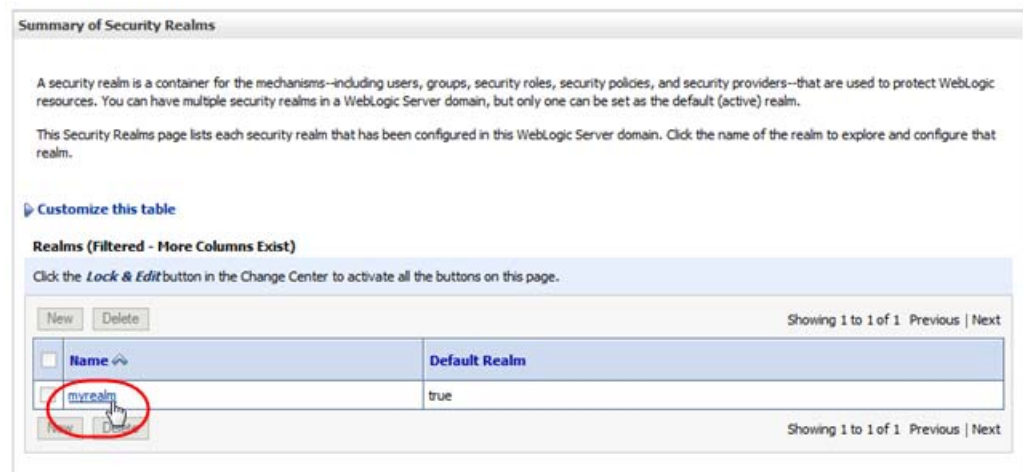 Summary of Security Realms
A security realm is a container for the mechanisms--including users, groups, security roles, security policies, and security providers--that are used to protect WebLogic
resources. You can have multiple security realms in a WebLogic Server domain, but only one can be set as the default (active) realm.
This Security Realms page lists each security realm that has been configured in this WebLogic Server domain. Click the name of the realm to explore and configure that
realm.
Customize this table
Realms (Filtered - More Columns Exist)
Click the Lock & Edit button in the Change Center to activate all the buttons on this page.
New Delete Showing 1 to 1 of 1 Previous | Next
Name Default Realm
myrealm true
New Delete Showing 1 to 1 of 1 Previous | Next